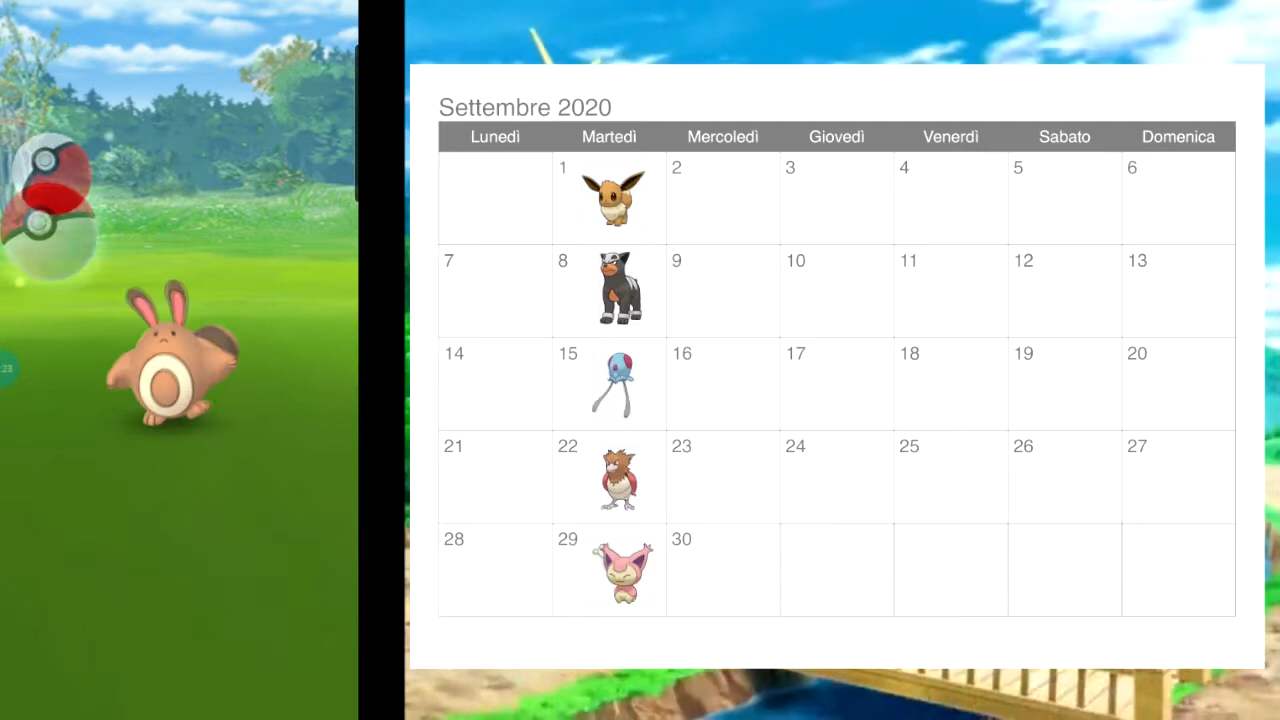 Settembre 2020
Lunedì Martedì Mercoledì Giovedì Venerdì Sabato Domenica
1 2 3 4 5 6
7 8 9 10 11 12 13
14 15 16 17 18 19 20
21 22 23 24 25 26 27
28 29 30
:23